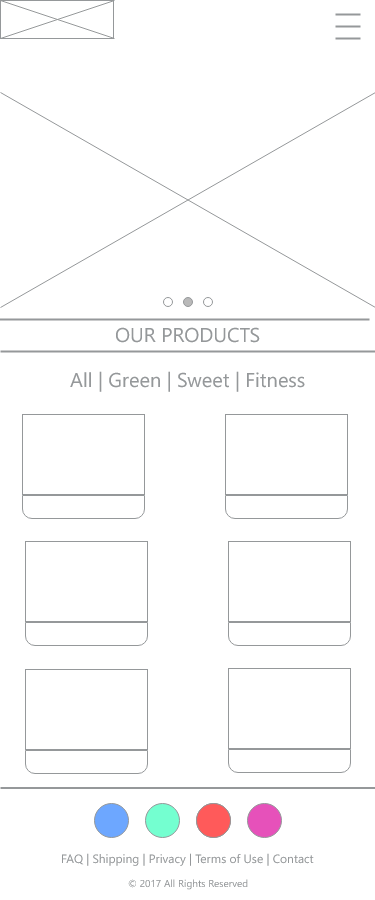 OUR PRODUCTS
All | Green | Sweet | Fitness
FAQ | Shipping | Privacy | Terms of Use | Contact
© 2017 All Rights Reserved